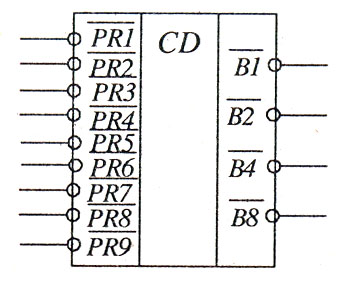 PR1 CD
PR2 B1
PR3
PR4 B2
PR5
PR6 B4
PR7
PR8 B8
PR9